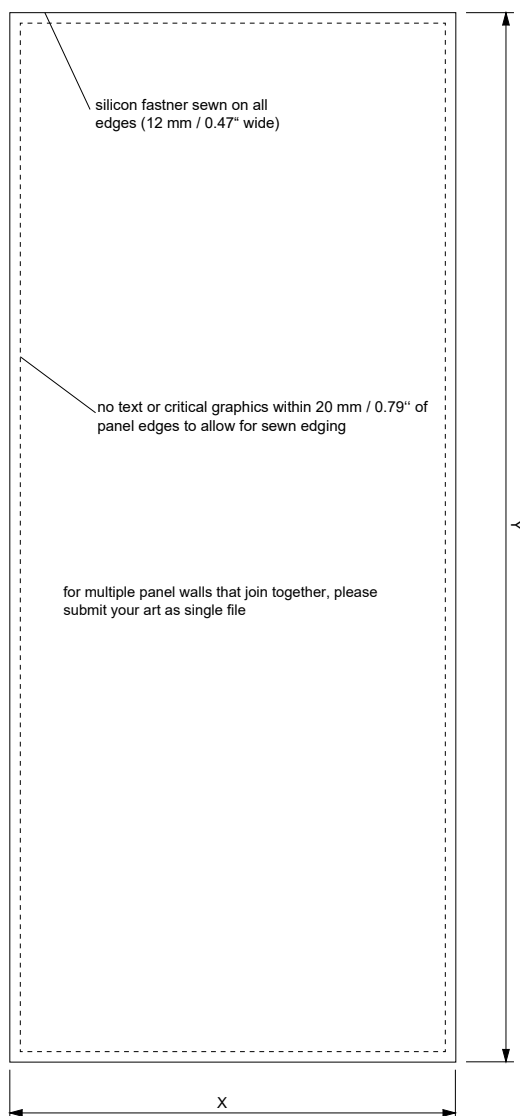 silicon fastner sewn on all
edges (12 mm / 0.47“ wide)
no text or critical graphics within 20 mm / 0.79“ of
panel edges to allow for sewn edging
Y
for multiple panel walls that join together, please
submit your art as single file
X